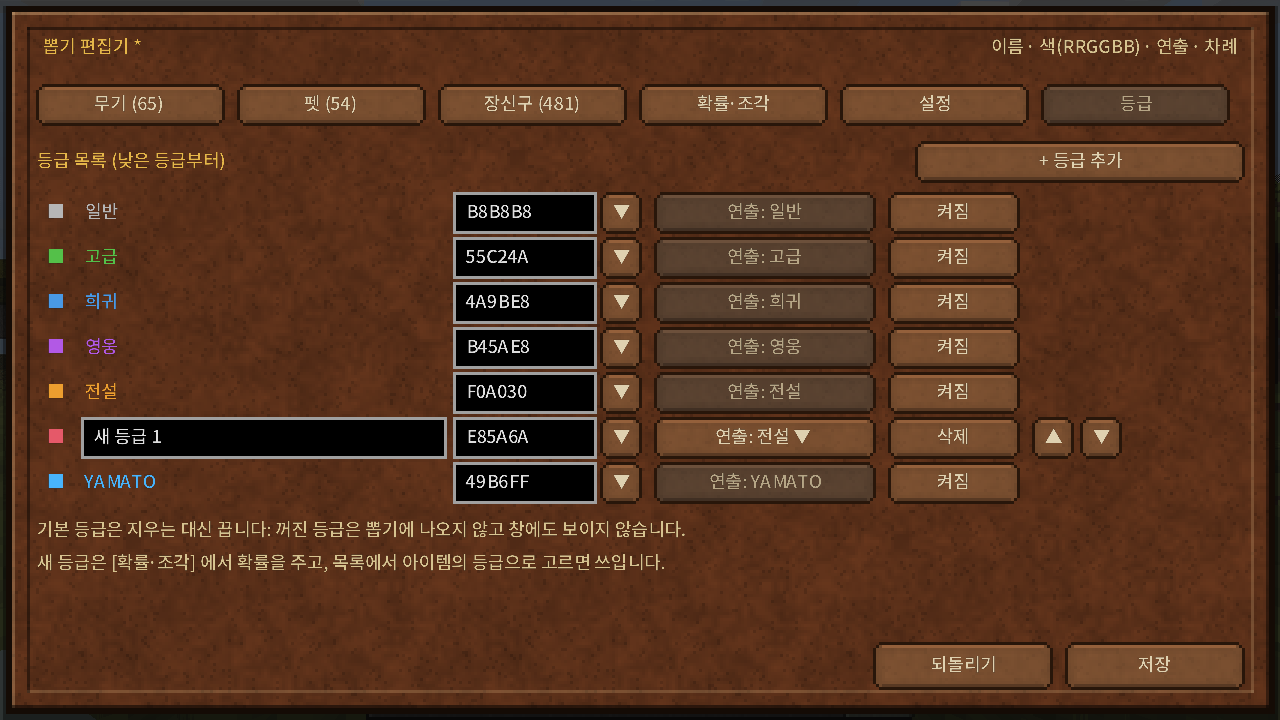 뽑기 편집기 *
이름 · 색(RRGGBB) · 연출 · 차례
무기 (65) 펫 (54) 장신구 (481) 확률·조각 설정 등급
등급 목록 (낮은 등급부터) + 등급 추가
일반 B8B8B8 ▼ 연출: 일반 켜짐
고급 55C24A ▼ 연출: 고급 켜짐
희귀 4A9BE8 ▼ 연출: 희귀 켜짐
영웅 B45AE8 ▼ 연출: 영웅 켜짐
전설 F0A030 ▼ 연출: 전설 켜짐
새 등급 1 E85A6A ▼ 연출: 전설 ▼ 삭제 ▲ ▼
YAMATO 49B6FF ▼ 연출: YAMATO 켜짐
기본 등급은 지우는 대신 끕니다: 꺼진 등급은 뽑기에 나오지 않고 창에도 보이지 않습니다.
새 등급은 [확률·조각] 에서 확률을 주고, 목록에서 아이템의 등급으로 고르면 쓰입니다.
되돌리기 저장